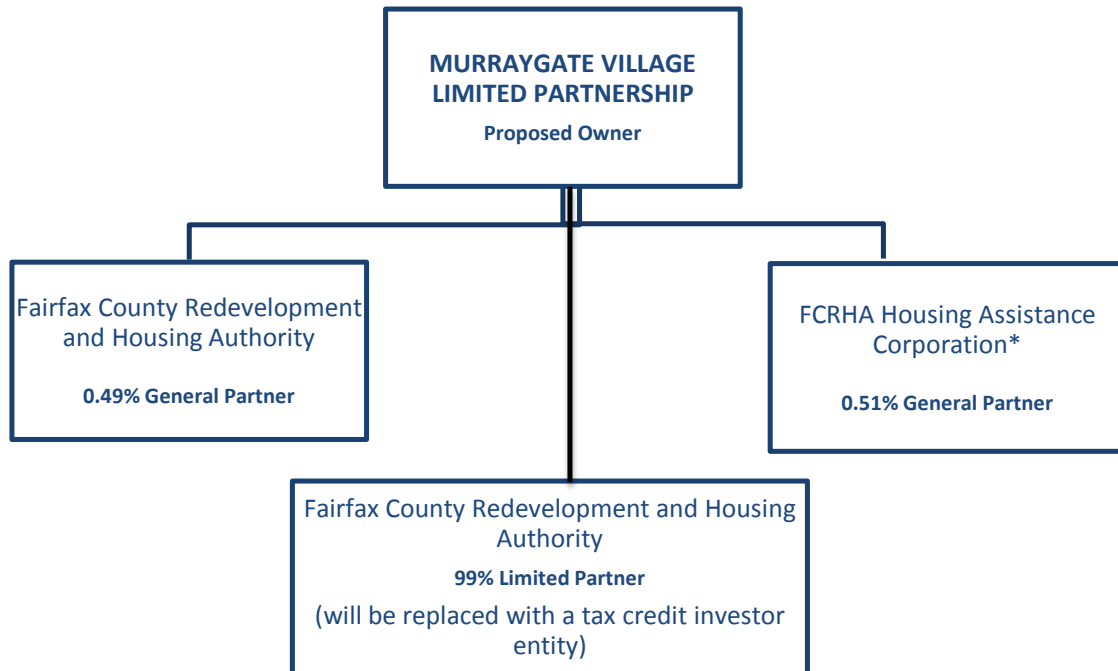 MURRAYGATE VILLAGE
LIMITED PARTNERSHIP
Proposed Owner
Fairfax County Redevelopment
and Housing Authority
0.49% General Partner
FCRHA Housing Assistance
Corporation*
0.51% General Partner
Fairfax County Redevelopment and Housing
Authority
99% Limited Partner
(will be replaced with a tax credit investor
entity)